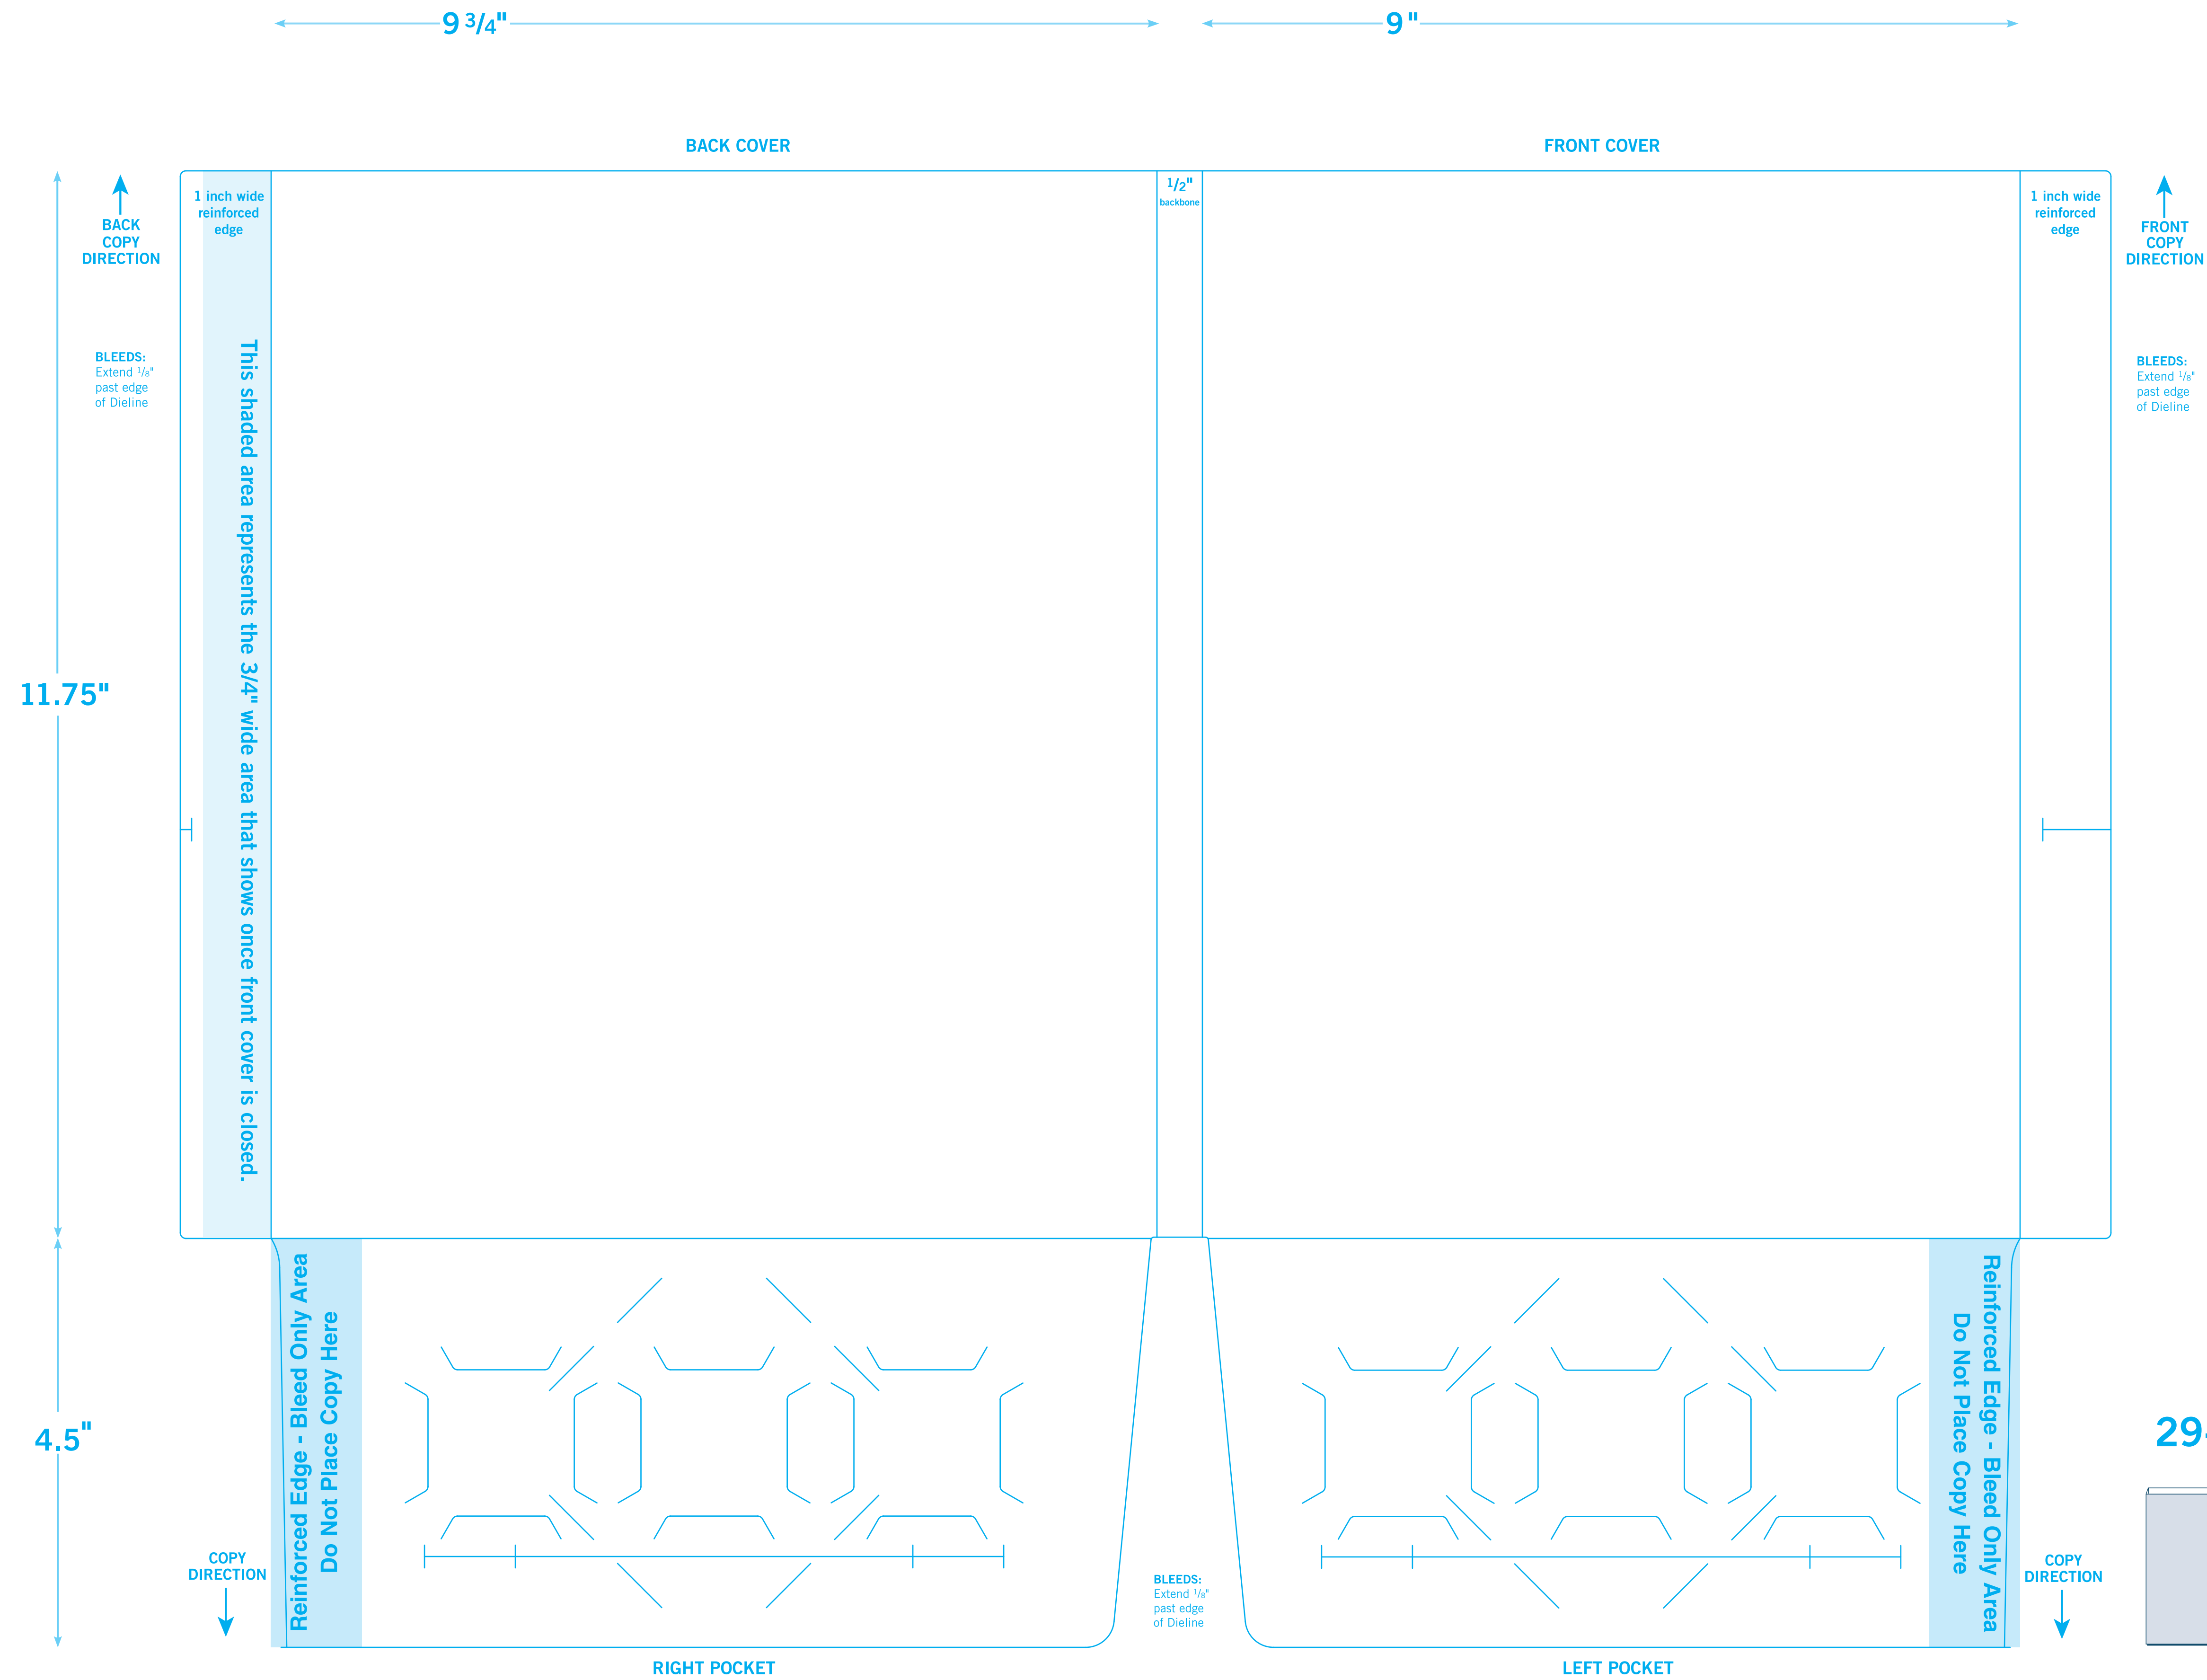 9 3/4"
9"
BACK COVER
FRONT COVER
1 inch wide
reinforced
edge
1/2"
backbone
1 inch wide
reinforced
edge
BACK
COPY
DIRECTION
FRONT
COPY
DIRECTION
BLEEDS:
Extend 1/8"
past edge
of Dieline
BLEEDS:
Extend 1/8"
past edge
of Dieline
This shaded area represents the 3/4" wide area that shows once front cover is closed.
11.75"
4.5"
Reinforced Edge - Bleed Only Area
Do Not Place Copy Here
Reinforced Edge - Bleed Only Area
Do Not Place Copy Here
29
COPY
DIRECTION
BLEEDS:
Extend 1/8"
past edge
of Dieline
COPY
DIRECTION
RIGHT POCKET
LEFT POCKET